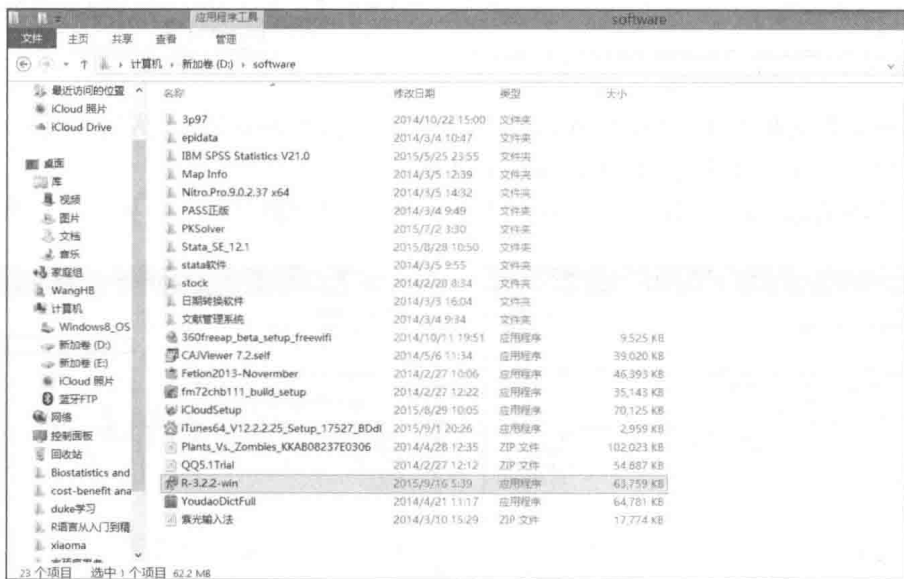 应用程序工具
software
文件 主页 共享 查看 管理
计算机 新加卷 (D:) software
最近访问的位置
iCloud 照片
iCloud Drive
桌面
库
视频
图片
文档
音乐
家庭组
WangHB
计算机
Windows8_OS
新加卷 (D:)
新加卷 (E:)
iCloud 照片
蓝牙FTP
网络
控制面板
回收站
Biostatistics and
cost-benefit ana
duke学习
R语言从入门到精
xiaoma
名称 修改日期 类型 大小
3p97 2014/10/22 15:00 文件夹
epidata 2014/3/4 10:47 文件夹
IBM SPSS Statistics V21.0 2015/5/25 23:55 文件夹
Map Info 2014/3/5 12:39 文件夹
Nitro.Pro.9.0.2.37 x64 2014/3/5 14:32 文件夹
PASS正版 2014/3/4 9:49 文件夹
PKSolver 2015/7/2 3:30 文件夹
Stata_SE_12.1 2015/8/28 10:50 文件夹
stata软件 2014/3/5 9:55 文件夹
stock 2014/2/28 8:34 文件夹
日期转换软件 2014/3/3 16:04 文件夹
文献管理系统 2014/3/4 9:34 文件夹
360freeap_beta_setup_freewifi 2014/10/11 19:51 应用程序 9,525 KB
CAJViewer 7.2.self 2014/5/6 11:34 应用程序 39,020 KB
Fetion2013-Novermber 2014/2/27 10:06 应用程序 46,393 KB
fm72chb111_build_setup 2014/2/27 12:22 应用程序 35,143 KB
iCloudSetup 2015/8/29 10:05 应用程序 70,125 KB
iTunes64_V12.2.2.25_Setup_17527_BDdl 2015/9/1 20:26 应用程序 2,959 KB
Plants_Vs._Zombies_KKAB08237E0306 2014/4/28 12:35 ZIP 文件 102,023 KB
QQ5.1Trial 2014/2/27 12:12 ZIP 文件 54,687 KB
R-3.2.2-win 2015/9/16 5:39 应用程序 63,759 KB
YoudaoDictFull 2014/4/21 11:17 应用程序 64,781 KB
紫光输入法 2014/3/10 15:29 ZIP 文件 17,774 KB
23 个项目 选中 1 个项目 62.2 MB